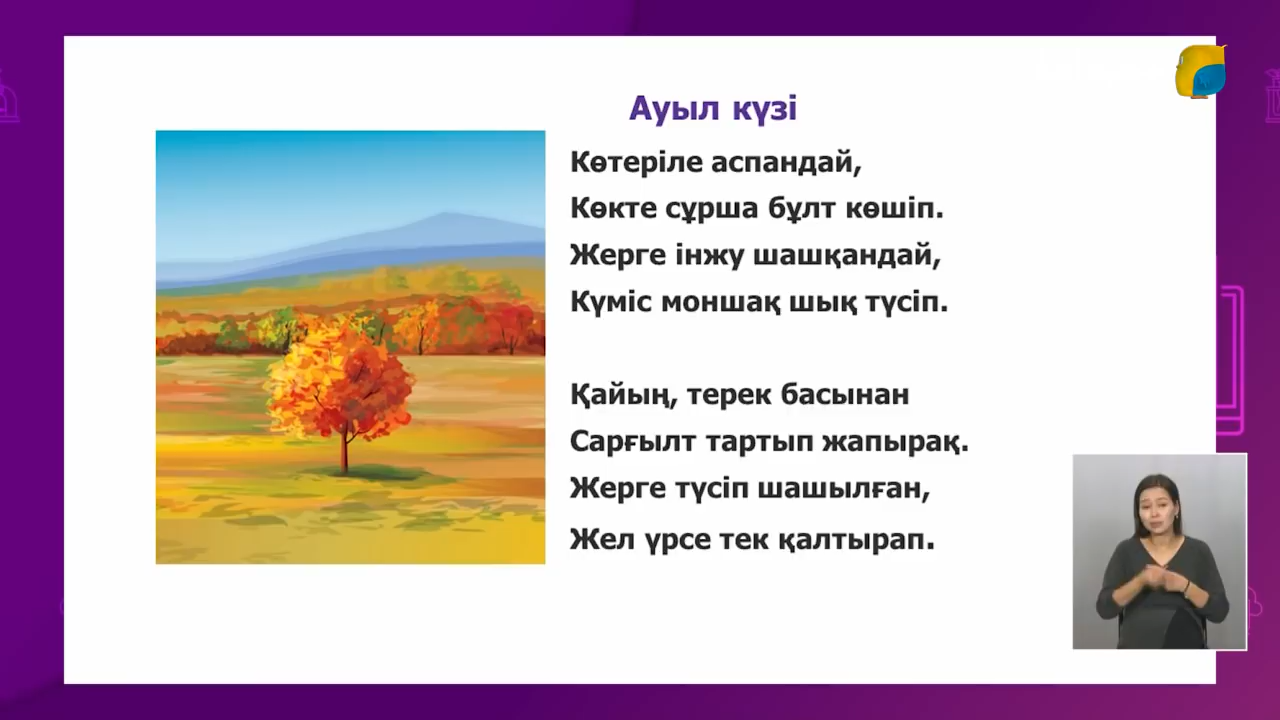 Ауыл күзі
Көтеріле аспандай,
Көкте сұрша бұлт көшіп.
Жерге інжу шашқандай,
Күміс моншақ шық түсіп.
Қайың, терек басынан
Сарғылт тартып жапырақ.
Жерге түсіп шашылған,
Жел үрсе тек қалтырап.